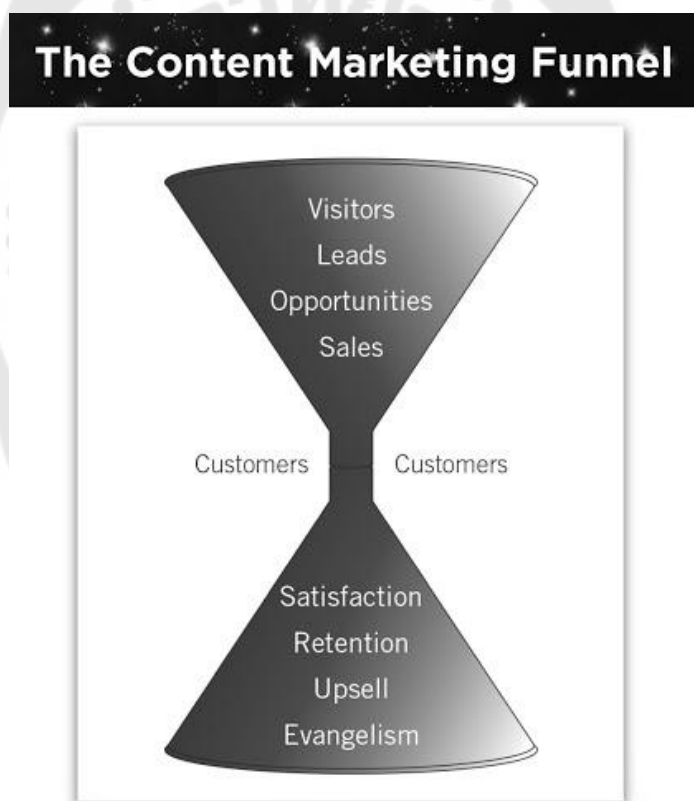 The Content Marketing Funnel
Visitors
Leads
Opportunities
Sales
Customers Customers
Satisfaction
Retention
Upsell
Evangelism